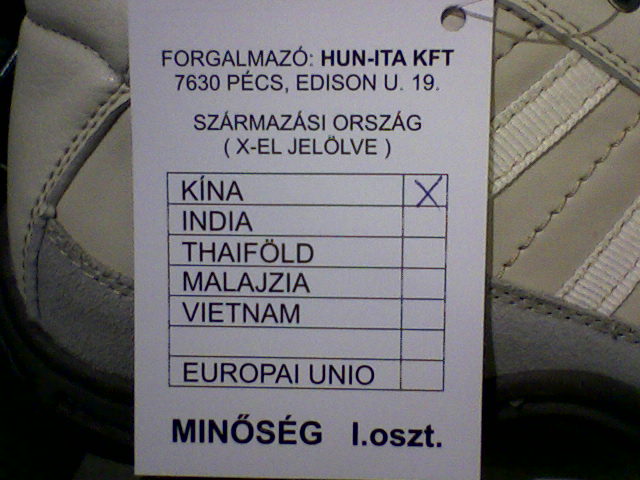 FORGALMAZÓ: HUN-ITA KFT
7630 PÉCS, EDISON U. 19.
SZÁRMAZÁSI ORSZÁG
( X-EL JELÖLVE )
KÍNA X
INDIA
THAIFÖLD
MALAJZIA
VIETNAM
EUROPAI UNIO
MINŐSÉG I.oszt.